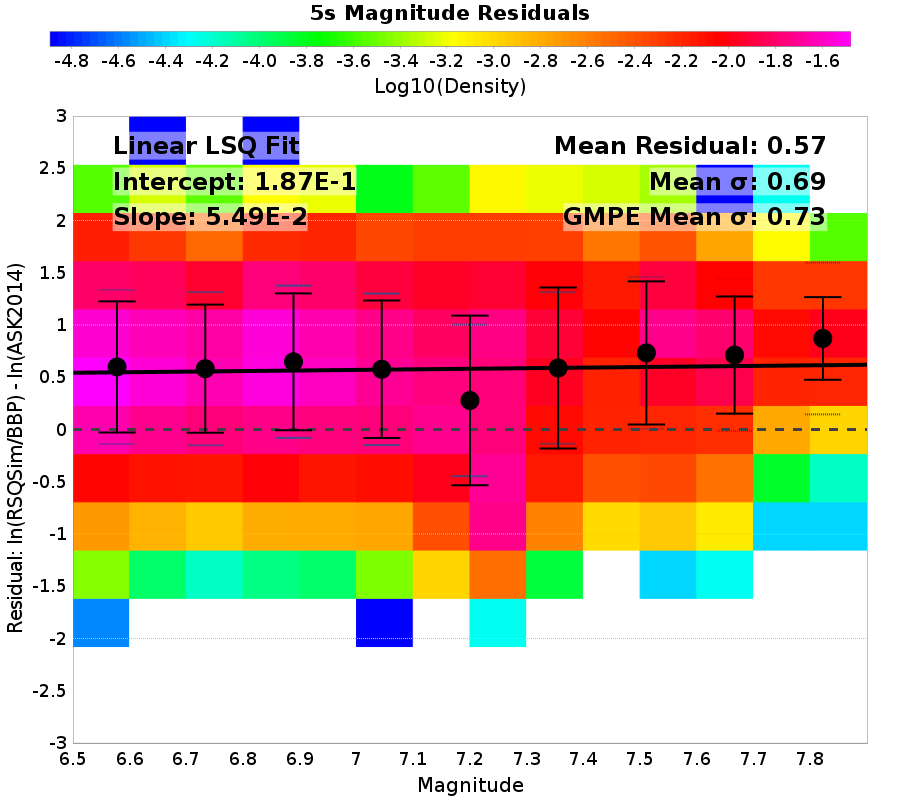 5s Magnitude Residuals
-4.8 -4.6 -4.4 -4.2 -4.0 -3.8 -3.6 -3.4 -3.2 -3.0 -2.8 -2.6 -2.4 -2.2 -2.0 -1.8 -1.6
Log10(Density)
Linear LSQ Fit
Intercept: 1.87E-1
Slope: 5.49E-2
Mean Residual: 0.57
Mean σ: 0.69
GMPE Mean σ: 0.73
Residual: ln(RSQSim/BBP) - ln(ASK2014)
3
2.5
2
1.5
1
0.5
0
-0.5
-1
-1.5
-2
-2.5
-3
6.5 6.6 6.7 6.8 6.9 7 7.1 7.2 7.3 7.4 7.5 7.6 7.7 7.8
Magnitude